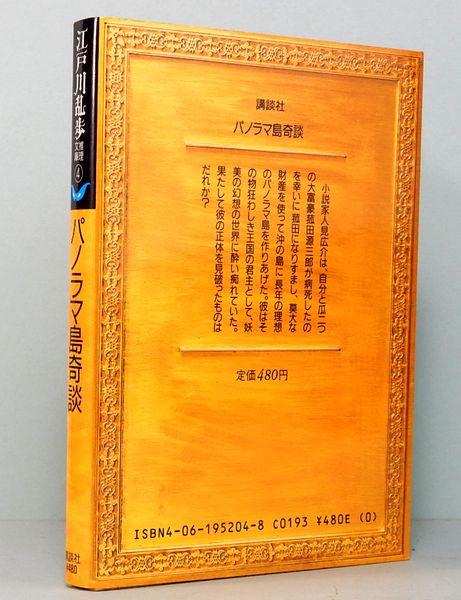 江戸川乱歩
推理
文庫
④
パノラマ島奇談
講談社
¥480
講談社
パノラマ島奇談
小説家人見広介は、自分と瓜二つ
の大富豪菰田源三郎が病死したの
を幸いに菰田になりすまし、莫大な
財産を使って沖の島に長年の理想
のパノラマ島を作りあげた。彼はそ
の物狂わしき王国の君主として、妖
美の幻想の世界に酔い痴れていた。
果たして彼の正体を見破ったものは
だれか?
定価480円
ISBN4-06-195204-8 C0193 ¥480E (0)